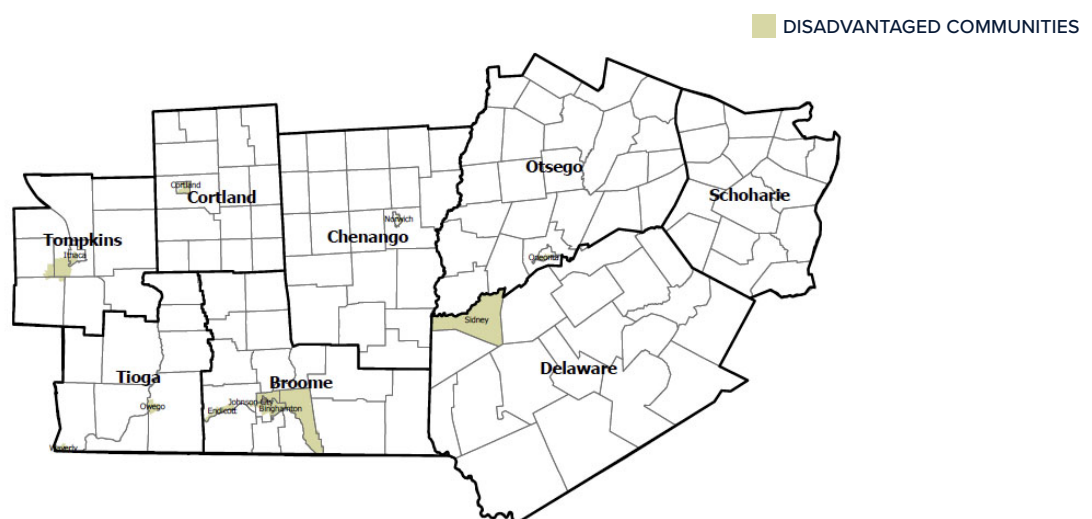 DISADVANTAGED COMMUNITIES
Otsego
Cortland
Cortland
Schoharie
Norwich
Chenango
Tompkins
Ithaca
Oneonta
Sidney
Delaware
Tioga
Broome
Johnson City
Owego
Endicott
Binghamton
Waverly